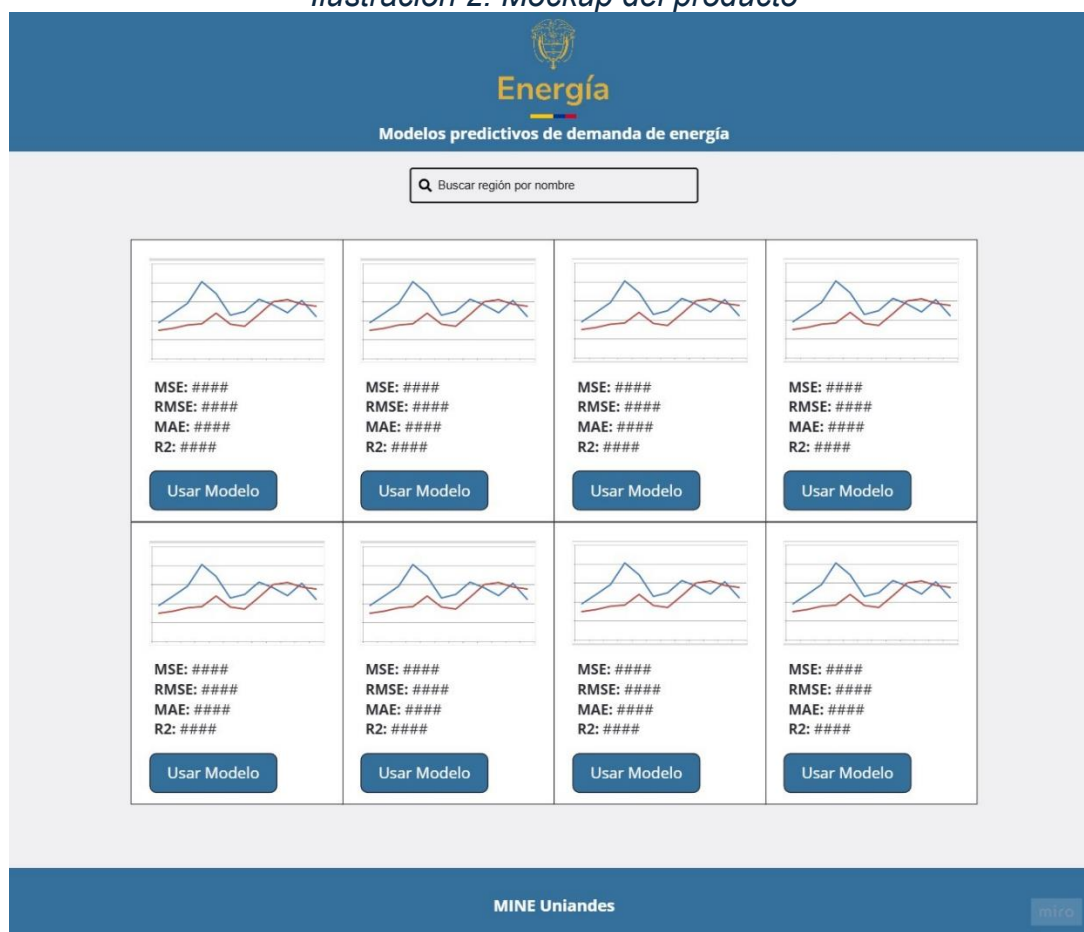 Ilustración 2. Mockup del producto
Energía
Modelos predictivos de demanda de energía
Buscar región por nombre
MSE: ####
RMSE: ####
MAE: ####
R2: ####
Usar Modelo
MSE: ####
RMSE: ####
MAE: ####
R2: ####
Usar Modelo
MSE: ####
RMSE: ####
MAE: ####
R2: ####
Usar Modelo
MSE: ####
RMSE: ####
MAE: ####
R2: ####
Usar Modelo
MSE: ####
RMSE: ####
MAE: ####
R2: ####
Usar Modelo
MSE: ####
RMSE: ####
MAE: ####
R2: ####
Usar Modelo
MSE: ####
RMSE: ####
MAE: ####
R2: ####
Usar Modelo
MSE: ####
RMSE: ####
MAE: ####
R2: ####
Usar Modelo
MINE Uniandes
miro